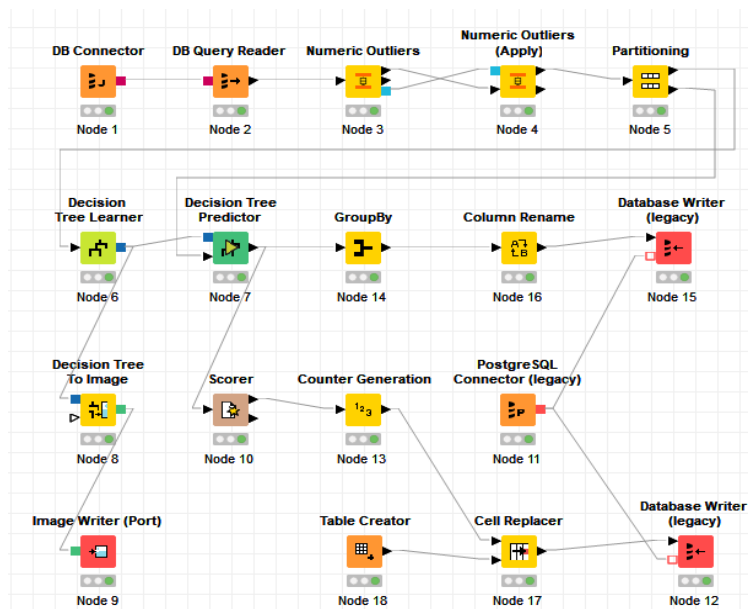 DB Connector
DB Query Reader
Numeric Outliers
Numeric Outliers
(Apply)
Partitioning
Node 1
Node 2
Node 3
Node 4
Node 5
Decision
Tree Learner
Decision Tree
Predictor
GroupBy
Column Rename
Database Writer
(legacy)
A
B
Node 6
Node 7
Node 14
Node 16
Node 15
Decision Tree
To Image
Scorer
Counter Generation
PostgreSQL
Connector (legacy)
1 2 3
P
Node 8
Node 10
Node 13
Node 11
Image Writer (Port)
Table Creator
Cell Replacer
Database Writer
(legacy)
Node 9
Node 18
Node 17
Node 12